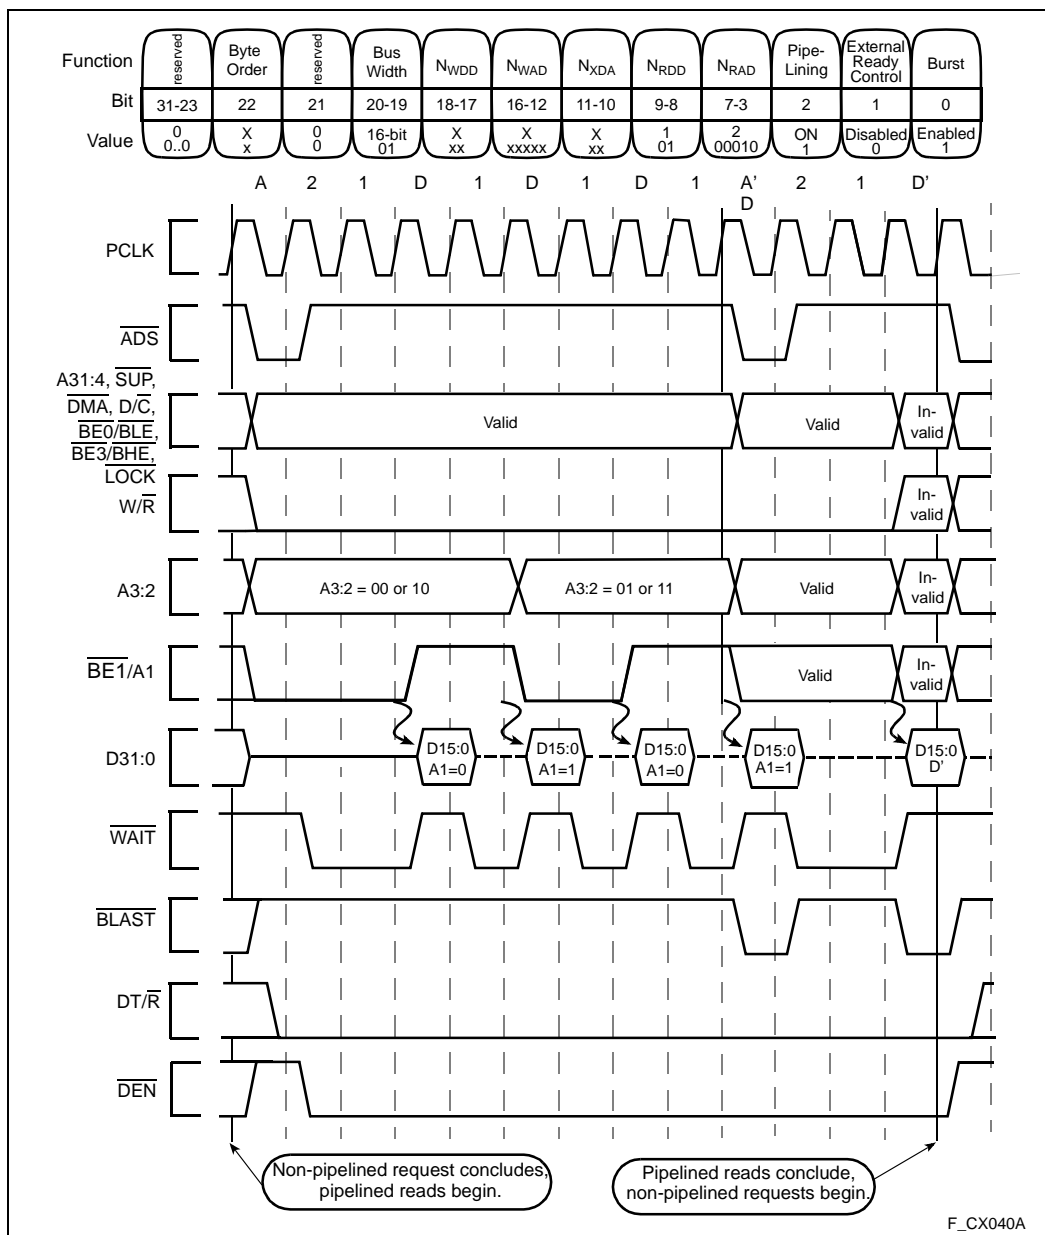 Function reserved Byte Order reserved Bus Width NWDD NWAD NXDA NRDD NRAD Pipe-Lining External Ready Control Burst
Bit 31-23 22 21 20-19 18-17 16-12 11-10 9-8 7-3 2 1 0
Value 0 X 0 16-bit X X X 1 2 ON Disabled Enabled
0..0 x 0 01 xx xxxxx xx 01 00010 1 0 1
A 2 1 D 1 D 1 D 1 A' 2 1 D'
D
PCLK
ADS
A31:4, SUP,
DMA, D/C,
BE0/BLE,
BE3/BHE,
LOCK
Valid Valid In-
valid
W/R In-
valid
A3:2 A3:2 = 00 or 10 A3:2 = 01 or 11 Valid In-
valid
BE1/A1 Valid In-
valid
D31:0 D15:0 D15:0 D15:0 D15:0 D15:0
A1=0 A1=1 A1=0 A1=1 D'
WAIT
BLAST
DT/R
DEN
Non-pipelined request concludes,
pipelined reads begin.
Pipelined reads conclude,
non-pipelined requests begin.
F_CX040A